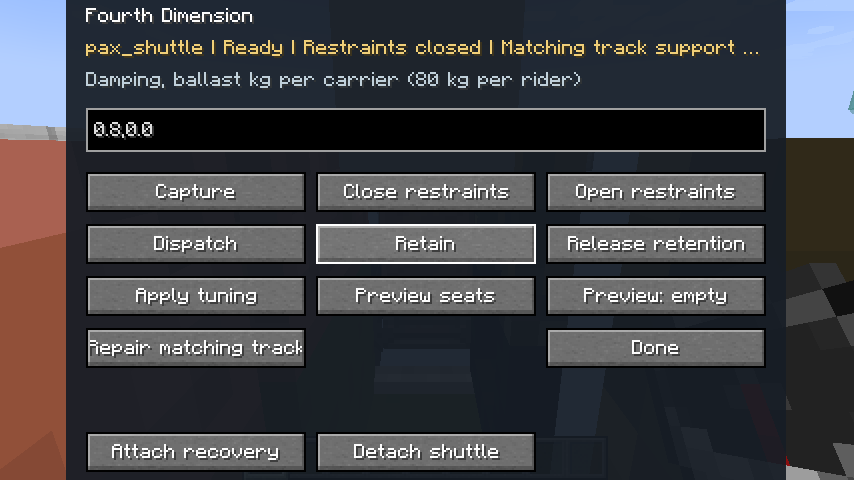 Fourth Dimension
pax_shuttle | Ready | Restraints closed | Matching track support ...
Damping, ballast kg per carrier (80 kg per rider)
0.8,0.0
Capture
Close restraints
Open restraints
Dispatch
Retain
Release retention
Apply tuning
Preview seats
Preview: empty
Repair matching track
Done
Attach recovery
Detach shuttle